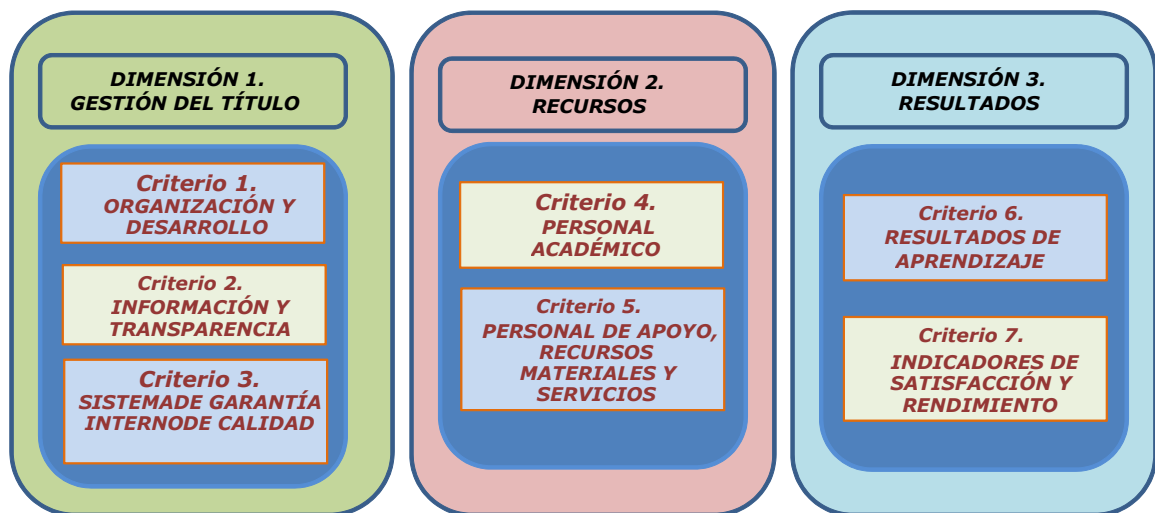 DIMENSIÓN 1.
GESTIÓN DEL TÍTULO
Criterio 1.
ORGANIZACIÓN Y
DESARROLLO
Criterio 2.
INFORMACIÓN Y
TRANSPARENCIA
Criterio 3.
SISTEMADE GARANTÍA
INTERNODE CALIDAD
DIMENSIÓN 2.
RECURSOS
Criterio 4.
PERSONAL
ACADÉMICO
Criterio 5.
PERSONAL DE APOYO,
RECURSOS
MATERIALES Y
SERVICIOS
DIMENSIÓN 3.
RESULTADOS
Criterio 6.
RESULTADOS DE
APRENDIZAJE
Criterio 7.
INDICADORES DE
SATISFACCIÓN Y
RENDIMIENTO